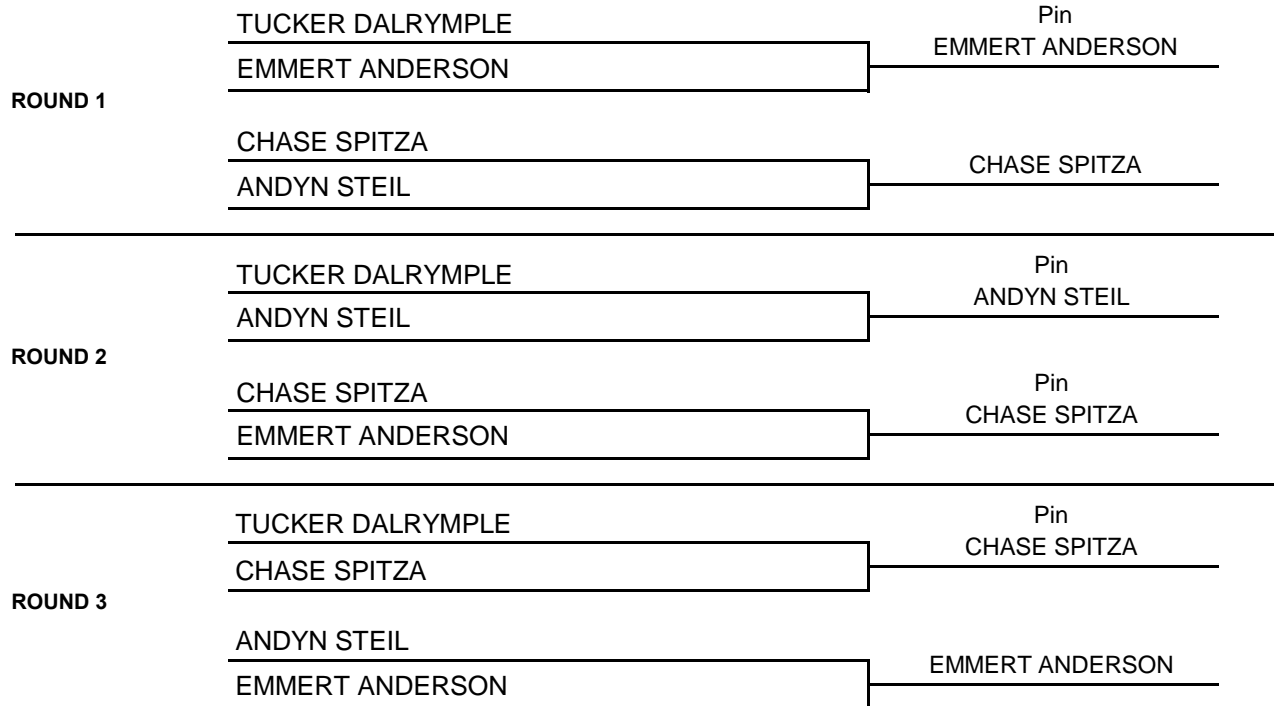 TUCKER DALRYMPLE
Pin
EMMERT ANDERSON
EMMERT ANDERSON
ROUND 1
CHASE SPITZA
CHASE SPITZA
ANDYN STEIL
TUCKER DALRYMPLE
Pin
ANDYN STEIL
ANDYN STEIL
ROUND 2
CHASE SPITZA
Pin
CHASE SPITZA
EMMERT ANDERSON
TUCKER DALRYMPLE
Pin
CHASE SPITZA
CHASE SPITZA
ROUND 3
ANDYN STEIL
EMMERT ANDERSON
EMMERT ANDERSON